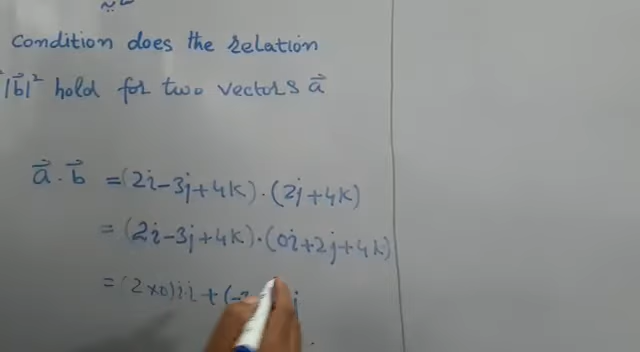 condition does the relation
|b⃗|² hold for two vectors a⃗
a⃗ . b⃗ = (2i-3j+4k) . (2j+4k)
= (2i-3j+4k) . (0i+2j+4k)
= (2×0)i.i + (-3 j